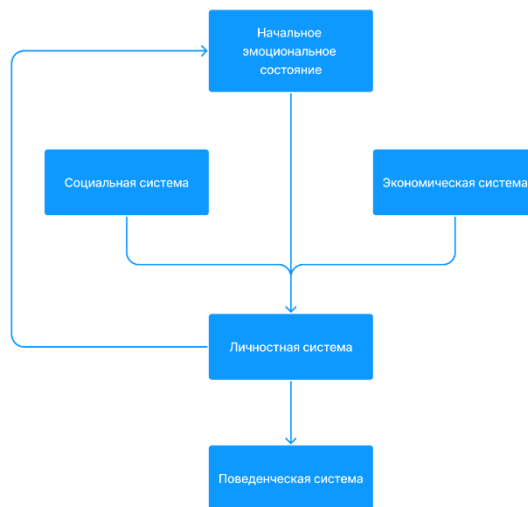 Начальное
эмоциональное
состояние
Социальная система
Экономическая система
Личностная система
Поведенческая система